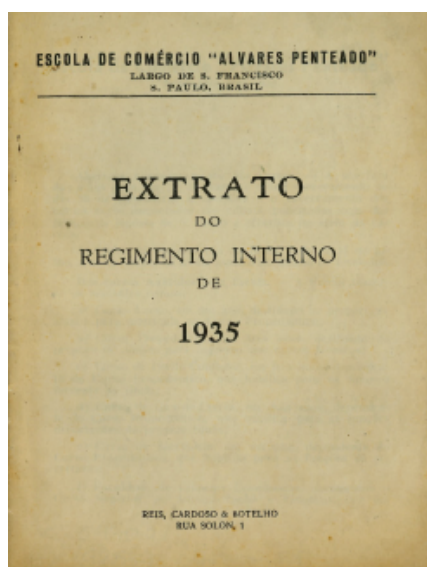 ESCOLA DE COMÉRCIO "ALVARES PENTEADO"
LARGO DE S. FRANCISCO
S. PAULO, BRASIL
EXTRATO
DO
REGIMENTO INTERNO
DE
1935
REIS, CARDOSO & BOTELHO
RUA SOLON, 1